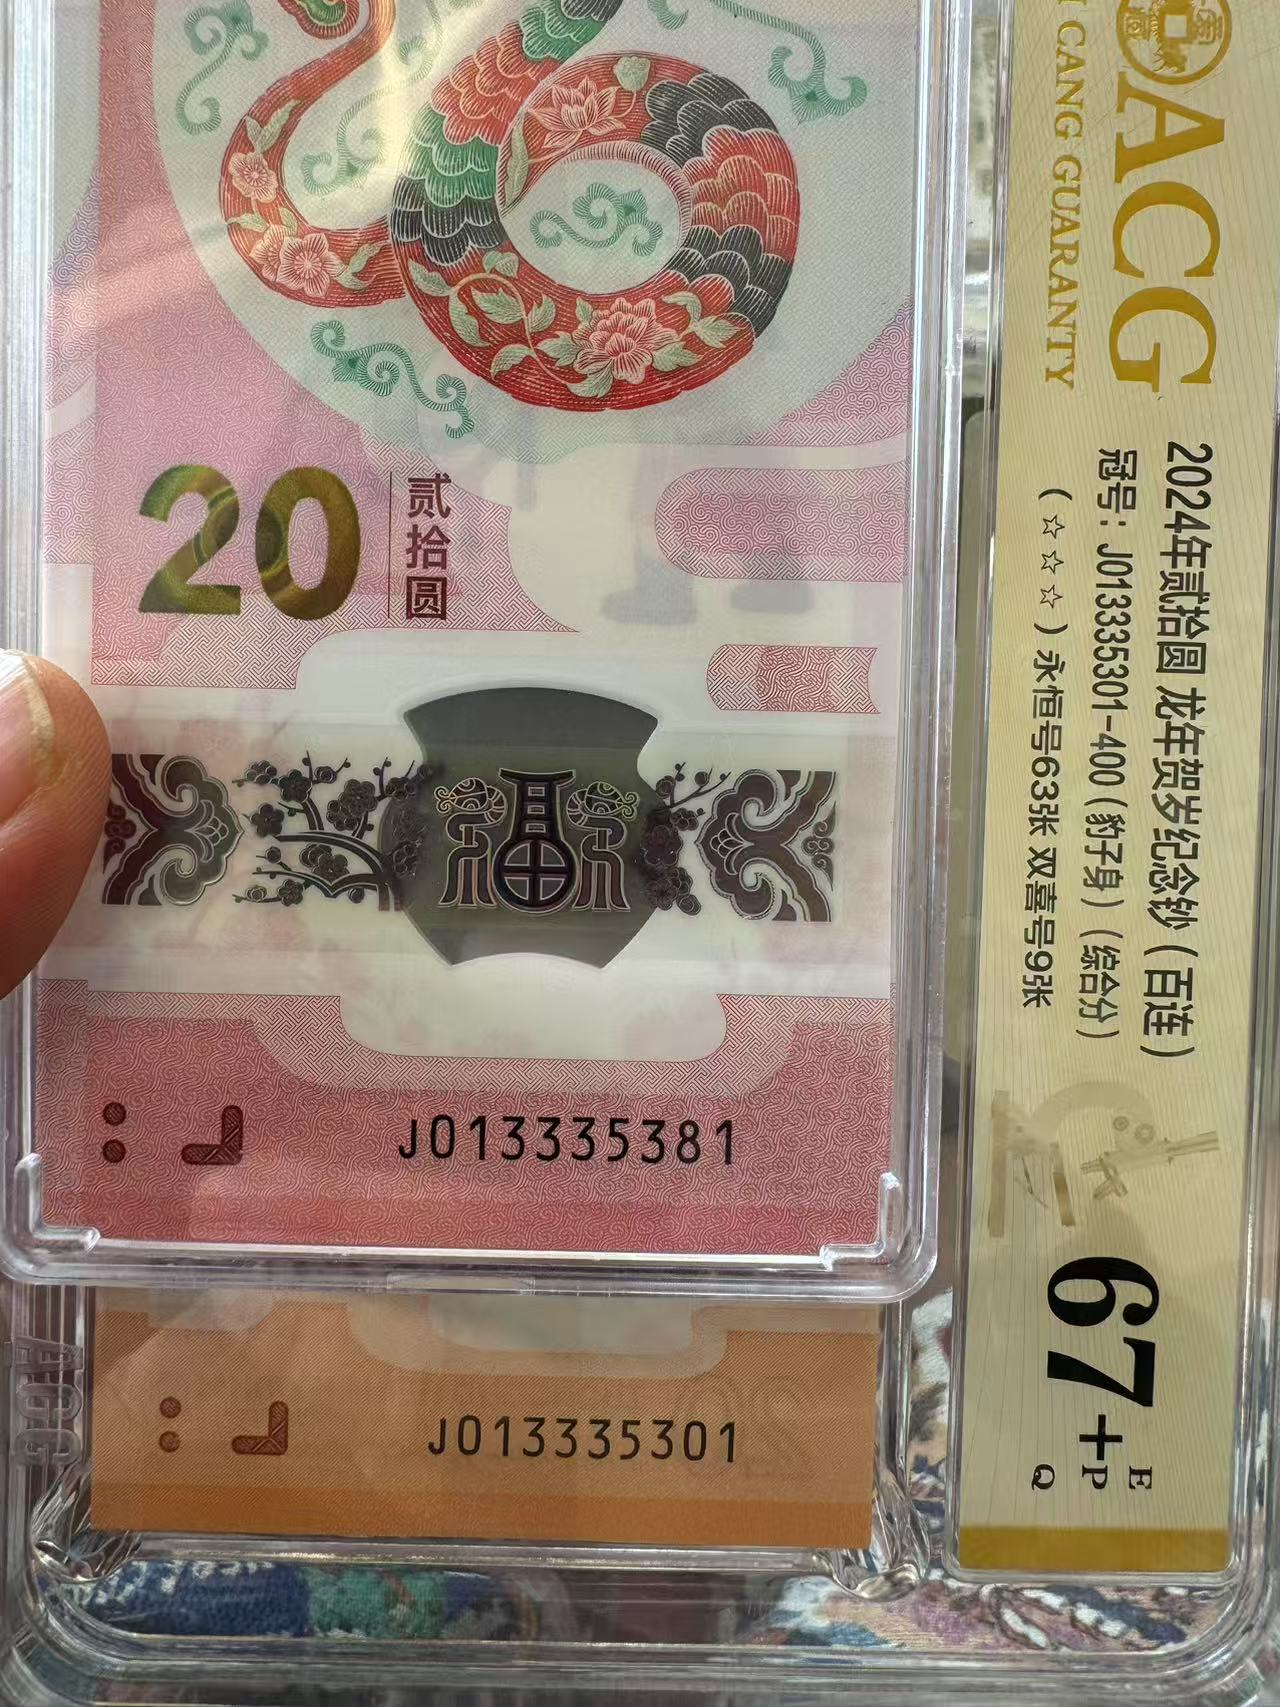 20
贰拾圆
J013335381
J013335301
ACG
CANG GUARANTY
2024年贰拾圆 龙年贺岁纪念钞（百连）
冠号：J013335301-400（豹子身）（综合分）
（☆☆☆）永恒号63张 双喜号9张
67+
E
P
Q
ACG